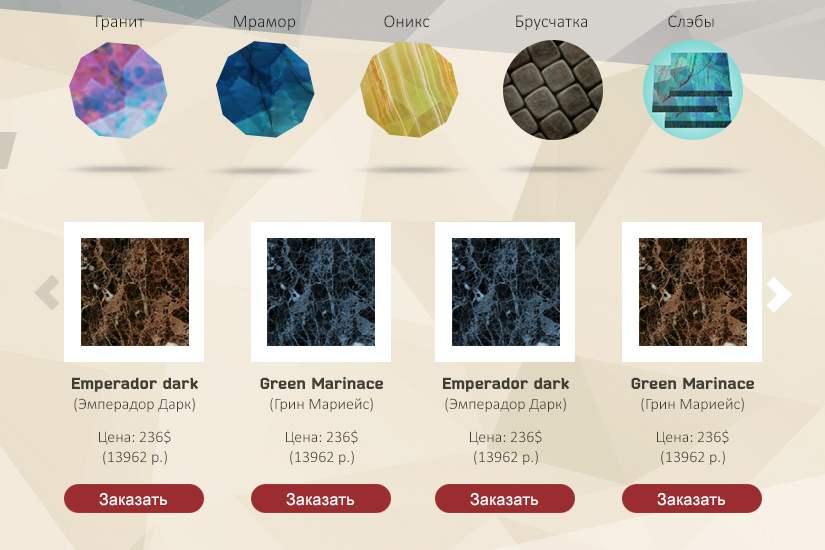 Гранит
Мрамор
Оникс
Брусчатка
Слэбы
Emperador dark
(Эмперадор Дарк)
Цена: 236$
(13962 р.)
Заказать
Green Marinace
(Грин Мариейс)
Цена: 236$
(13962 р.)
Заказать
Emperador dark
(Эмперадор Дарк)
Цена: 236$
(13962 р.)
Заказать
Green Marinace
(Грин Мариейс)
Цена: 236$
(13962 р.)
Заказать